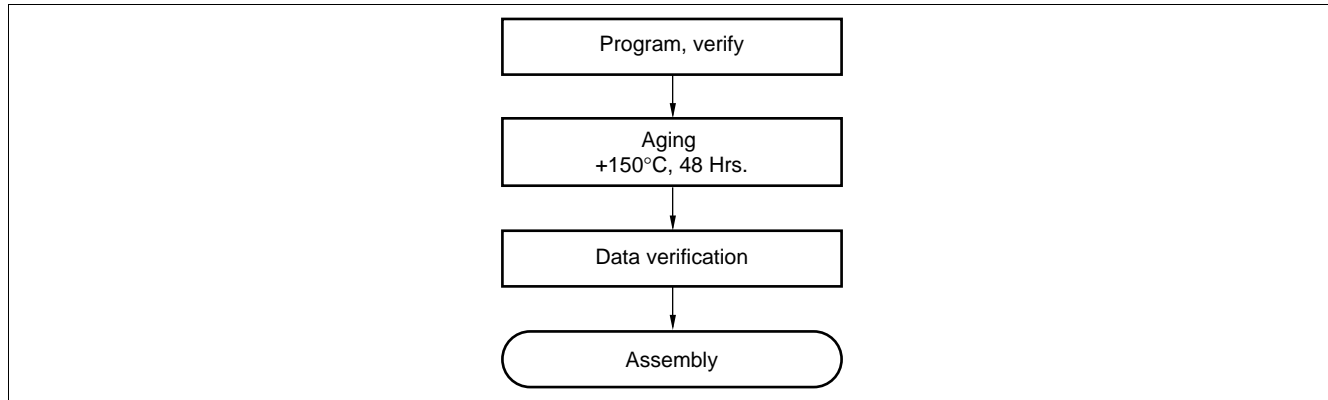 Program, verify
Aging
+150°C, 48 Hrs.
Data verification
Assembly